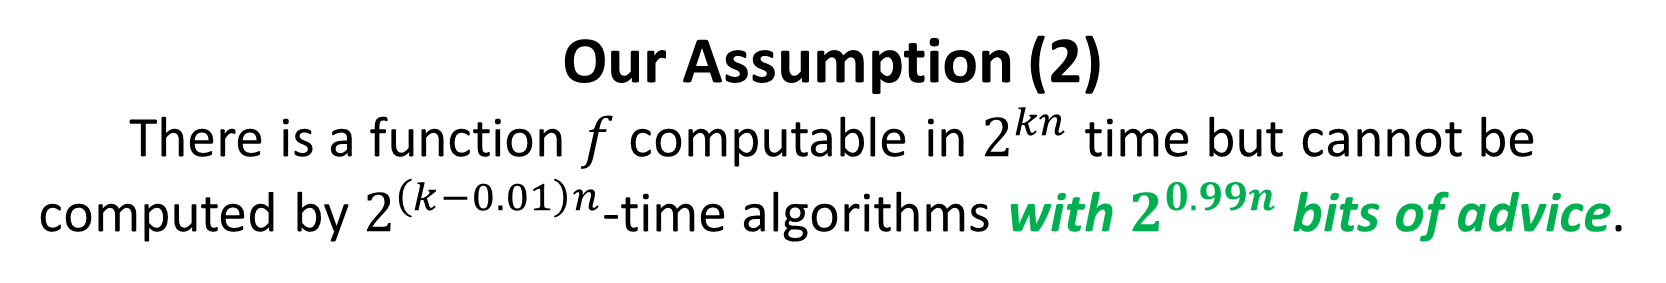 Our Assumption (2)
There is a function f computable in 2^{kn} time but cannot be
computed by 2^{(k−0.01)n}-time algorithms with 2^{0.99n} bits of advice.